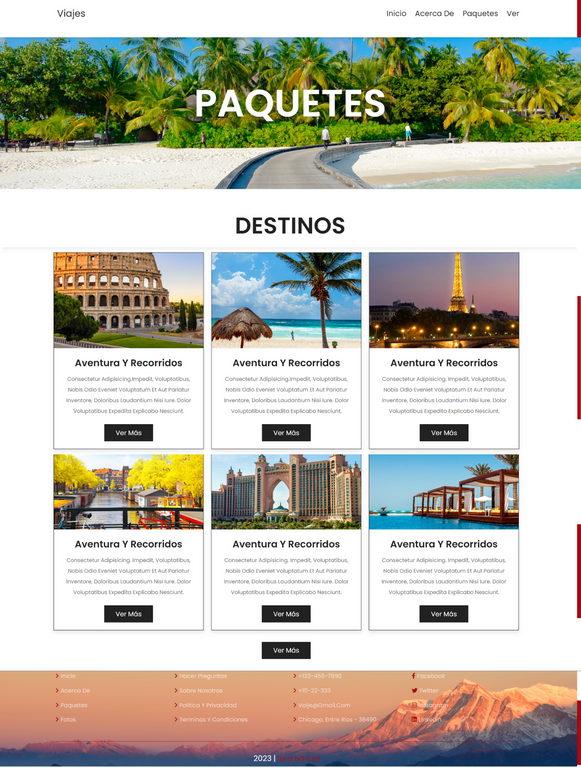 Viajes
Inicio Acerca De Paquetes Ver
PAQUETES
DESTINOS
Aventura Y Recorridos
Consectetur Adipisicing.Impedit, Voluptatibus,
Nobis Odio Eveniet Voluptatum Et Aut Pariatur
Inventore, Doloribus Laudantium Nisi Iure. Dolor
Voluptatibus Expedita Explicabo Nesciunt.
Ver Más
Aventura Y Recorridos
Consectetur Adipisicing.Impedit, Voluptatibus,
Nobis Odio Eveniet Voluptatum Et Aut Pariatur
Inventore, Doloribus Laudantium Nisi Iure. Dolor
Voluptatibus Expedita Explicabo Nesciunt.
Ver Más
Aventura Y Recorridos
Consectetur Adipisicing. Impedit, Voluptatibus,
Nobis Odio Eveniet Voluptatum Et Aut Pariatur
Inventore, Doloribus Laudantium Nisi Iure. Dolor
Voluptatibus Expedita Explicabo Nesciunt.
Ver Más
Aventura Y Recorridos
Consectetur Adipisicing. Impedit, Voluptatibus,
Nobis Odio Eveniet Voluptatum Et Aut Pariatur
Inventore, Doloribus Laudantium Nisi Iure. Dolor
Voluptatibus Expedita Explicabo Nesciunt.
Ver Más
Aventura Y Recorridos
Consectetur Adipisicing. Impedit, Voluptatibus,
Nobis Odio Eveniet Voluptatum Et Aut Pariatur
Inventore, Doloribus Laudantium Nisi Iure. Dolor
Voluptatibus Expedita Explicabo Nesciunt.
Ver Más
Aventura Y Recorridos
Consectetur Adipisicing. Impedit, Voluptatibus,
Nobis Odio Eveniet Voluptatum Et Aut Pariatur
Inventore, Doloribus Laudantium Nisi Iure. Dolor
Voluptatibus Expedita Explicabo Nesciunt.
Ver Más
Ver Más
Inicio
Acerca De
Paquetes
Fotos
Hacer Preguntas
Sobre Nosotros
Política Y Privacidad
Terminos Y Condiciones
+123-456-7890
+111-22-333
Viaje@Gmail.Com
Chicago, Entre Rios - 38490
Facebook
Twitter
Instagram
Linkedin
2023 |